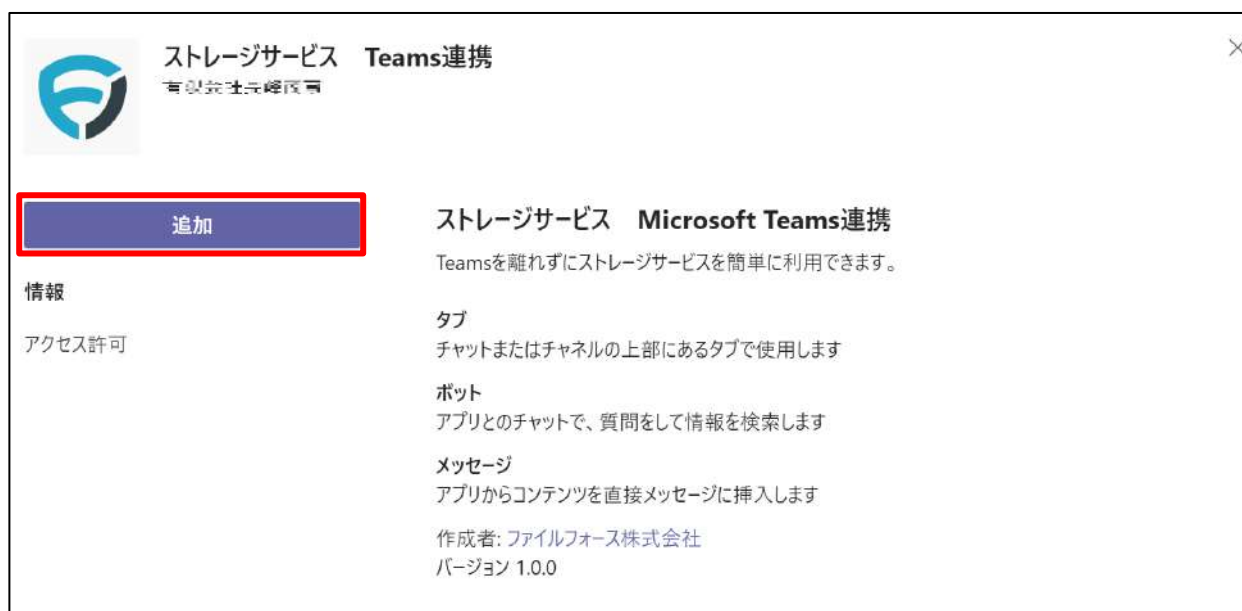 ストレージサービス　Teams連携
追加
情報
アクセス許可
ストレージサービス　Microsoft Teams連携
Teamsを離れずにストレージサービスを簡単に利用できます。
タブ
チャットまたはチャネルの上部にあるタブで使用します
ボット
アプリとのチャットで、質問をして情報を検索します
メッセージ
アプリからコンテンツを直接メッセージに挿入します
作成者: ファイルフォース株式会社
バージョン 1.0.0